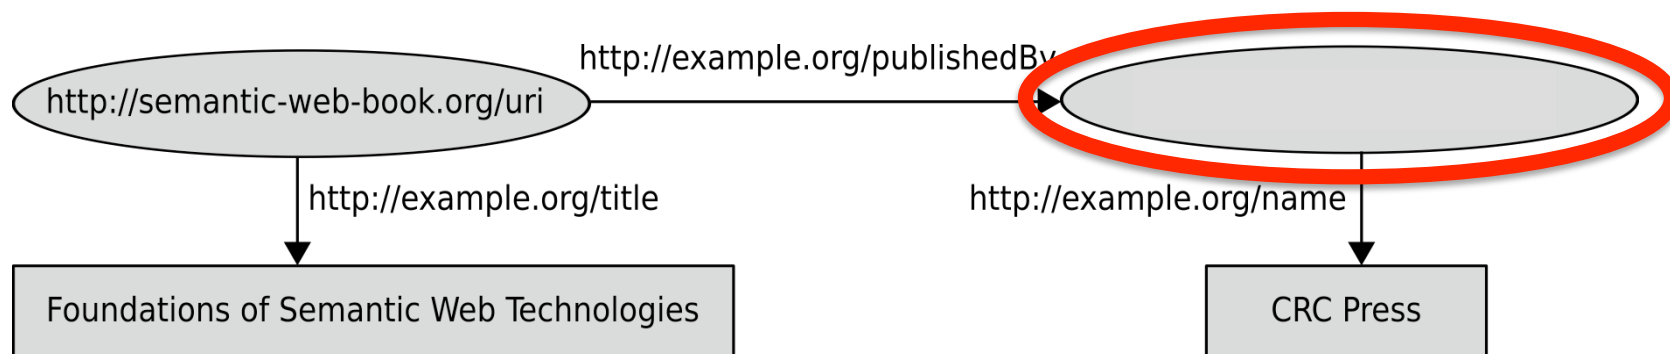 http://example.org/publishedBy
http://semantic-web-book.org/uri
http://example.org/title
http://example.org/name
Foundations of Semantic Web Technologies
CRC Press